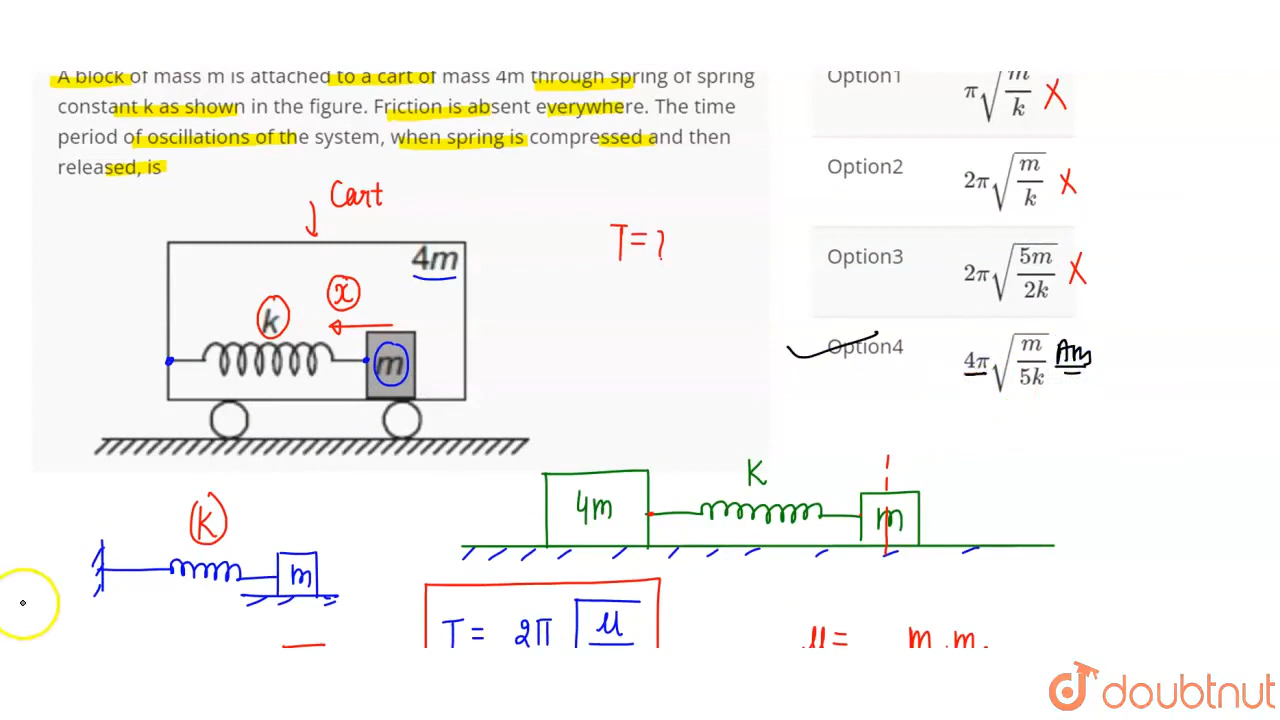 A block of mass m is attached to a cart of mass 4m through spring of spring
constant k as shown in the figure. Friction is absent everywhere. The time
period of oscillations of the system, when spring is compressed and then
released, is
Option1 π√(m/k) X
Option2 2π√(m/k) X
Option3 2π√(5m/2k) X
Option4 4π√(m/5k) Ans
Cart
T=?
4m
x
k
m
K
4m
m
K
m
T= 2π √μ
μ= m.m.
doubtnut